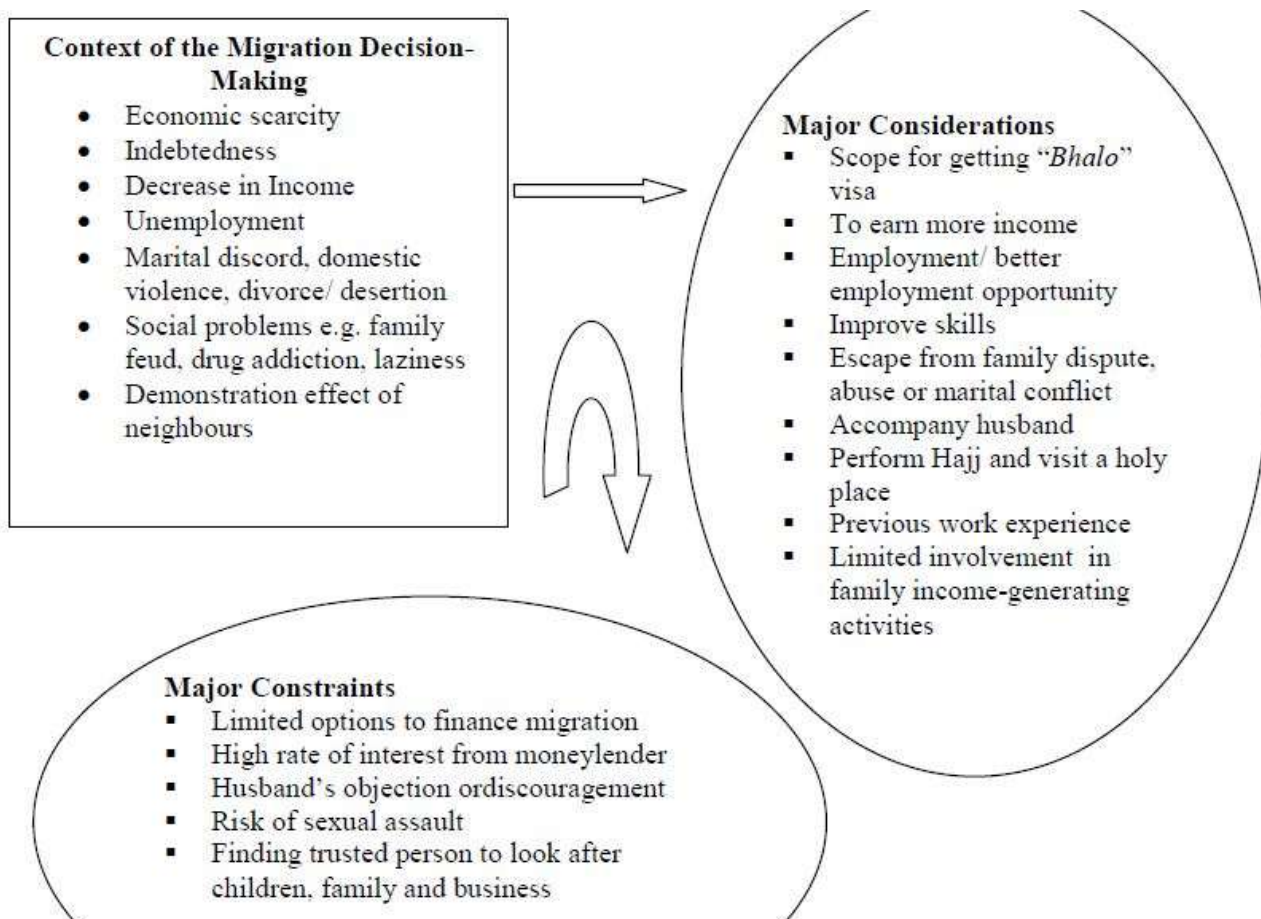 Context of the Migration Decision-
Making
● Economic scarcity
● Indebtedness
● Decrease in Income
● Unemployment
● Marital discord, domestic
violence, divorce/ desertion
● Social problems e.g. family
feud, drug addiction, laziness
● Demonstration effect of
neighbours
Major Considerations
▪ Scope for getting “Bhalo”
visa
▪ To earn more income
▪ Employment/ better
employment opportunity
▪ Improve skills
▪ Escape from family dispute,
abuse or marital conflict
▪ Accompany husband
▪ Perform Hajj and visit a holy
place
▪ Previous work experience
▪ Limited involvement in
family income-generating
activities
Major Constraints
▪ Limited options to finance migration
▪ High rate of interest from moneylender
▪ Husband’s objection ordiscouragement
▪ Risk of sexual assault
▪ Finding trusted person to look after
children, family and business